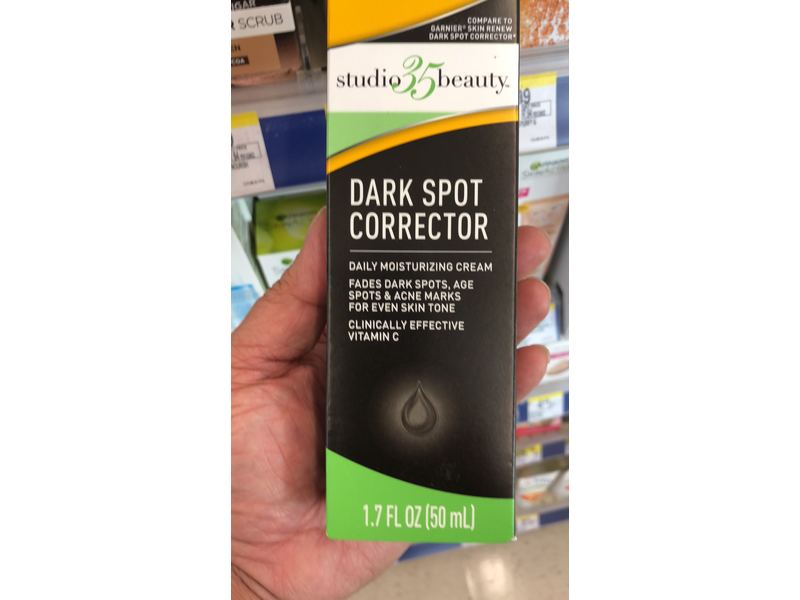 SCRUB
COMPARE TO
GARNIER® SKIN RENEW
DARK SPOT CORRECTOR*
studio35beauty™
DARK SPOT
CORRECTOR
DAILY MOISTURIZING CREAM
FADES DARK SPOTS, AGE
SPOTS & ACNE MARKS
FOR EVEN SKIN TONE
CLINICALLY EFFECTIVE
VITAMIN C
1.7 FL OZ (50 mL)